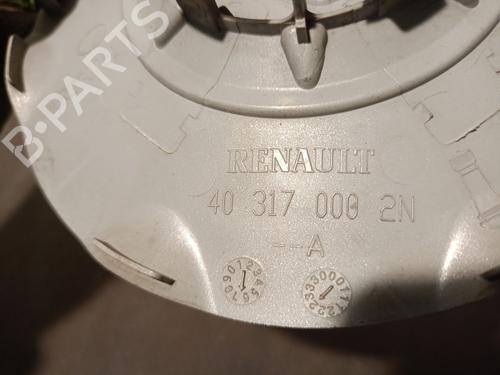 B-PARTS
RENAULT
40 317 000 2N
--A